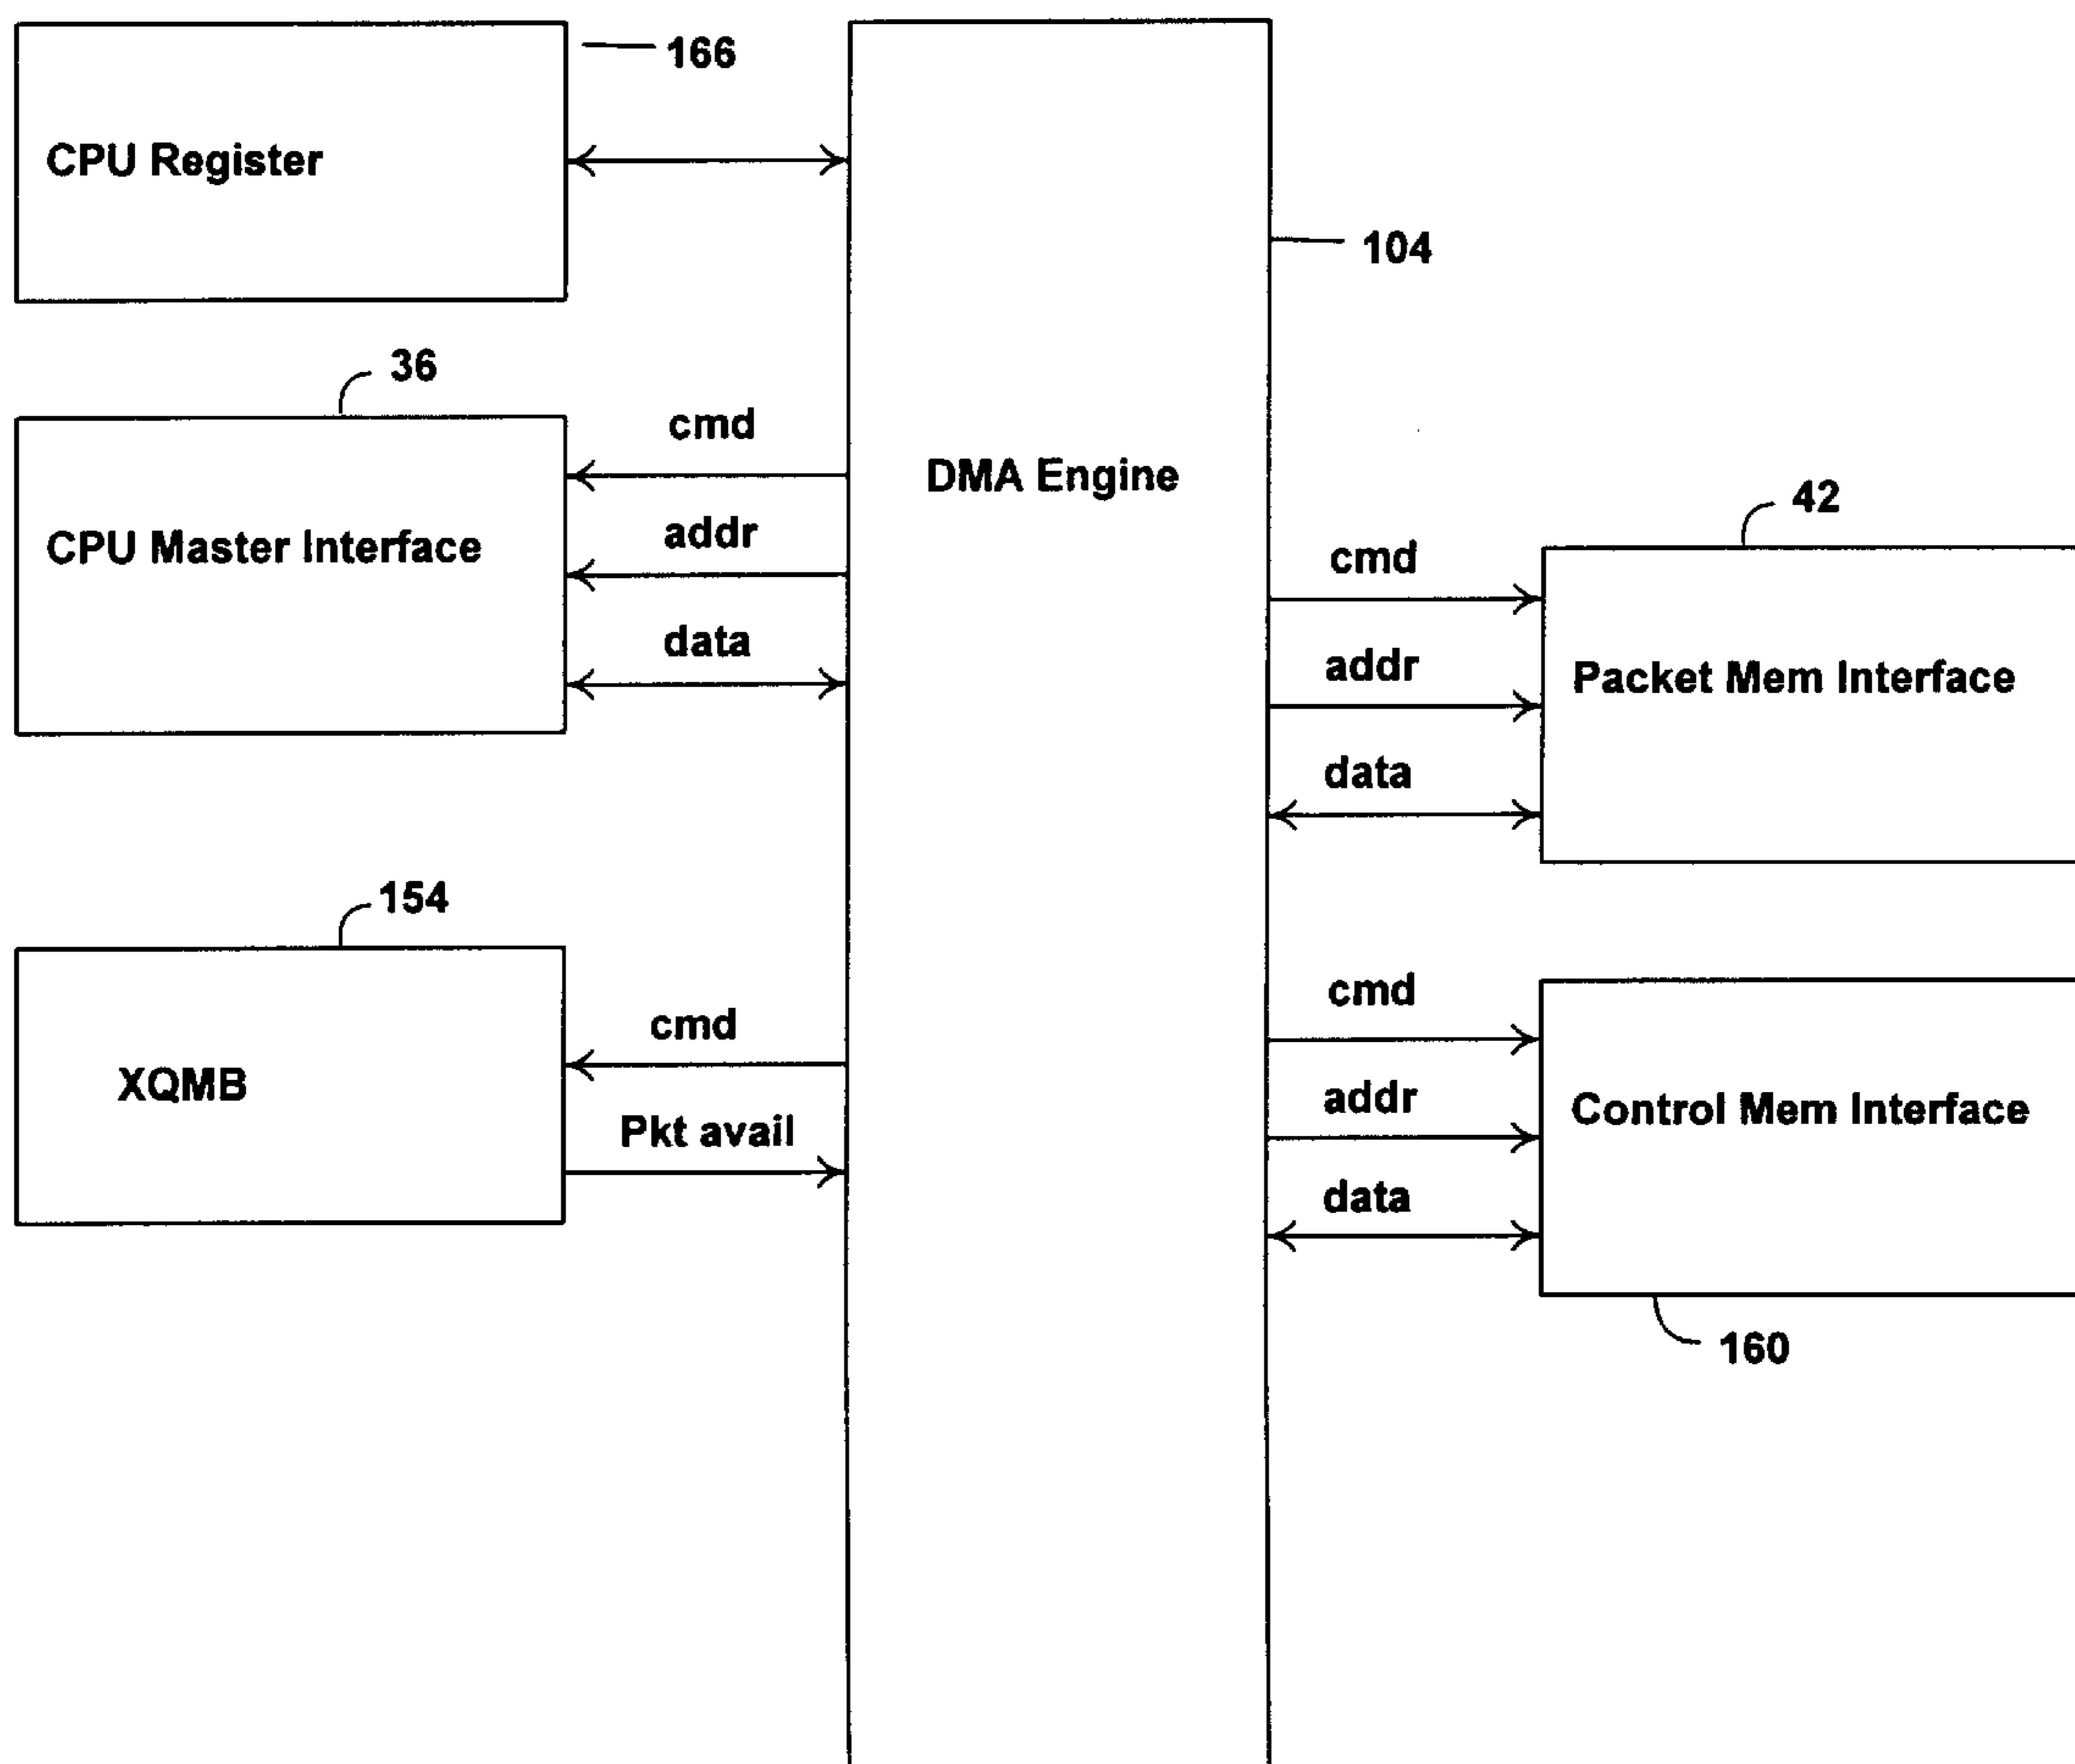 166
CPU Register
104
36
cmd
DMA Engine
addr
CPU Master Interface
data
42
cmd
addr
Packet Mem Interface
data
154
cmd
XQMB
Pkt avail
cmd
addr
Control Mem Interface
data
160